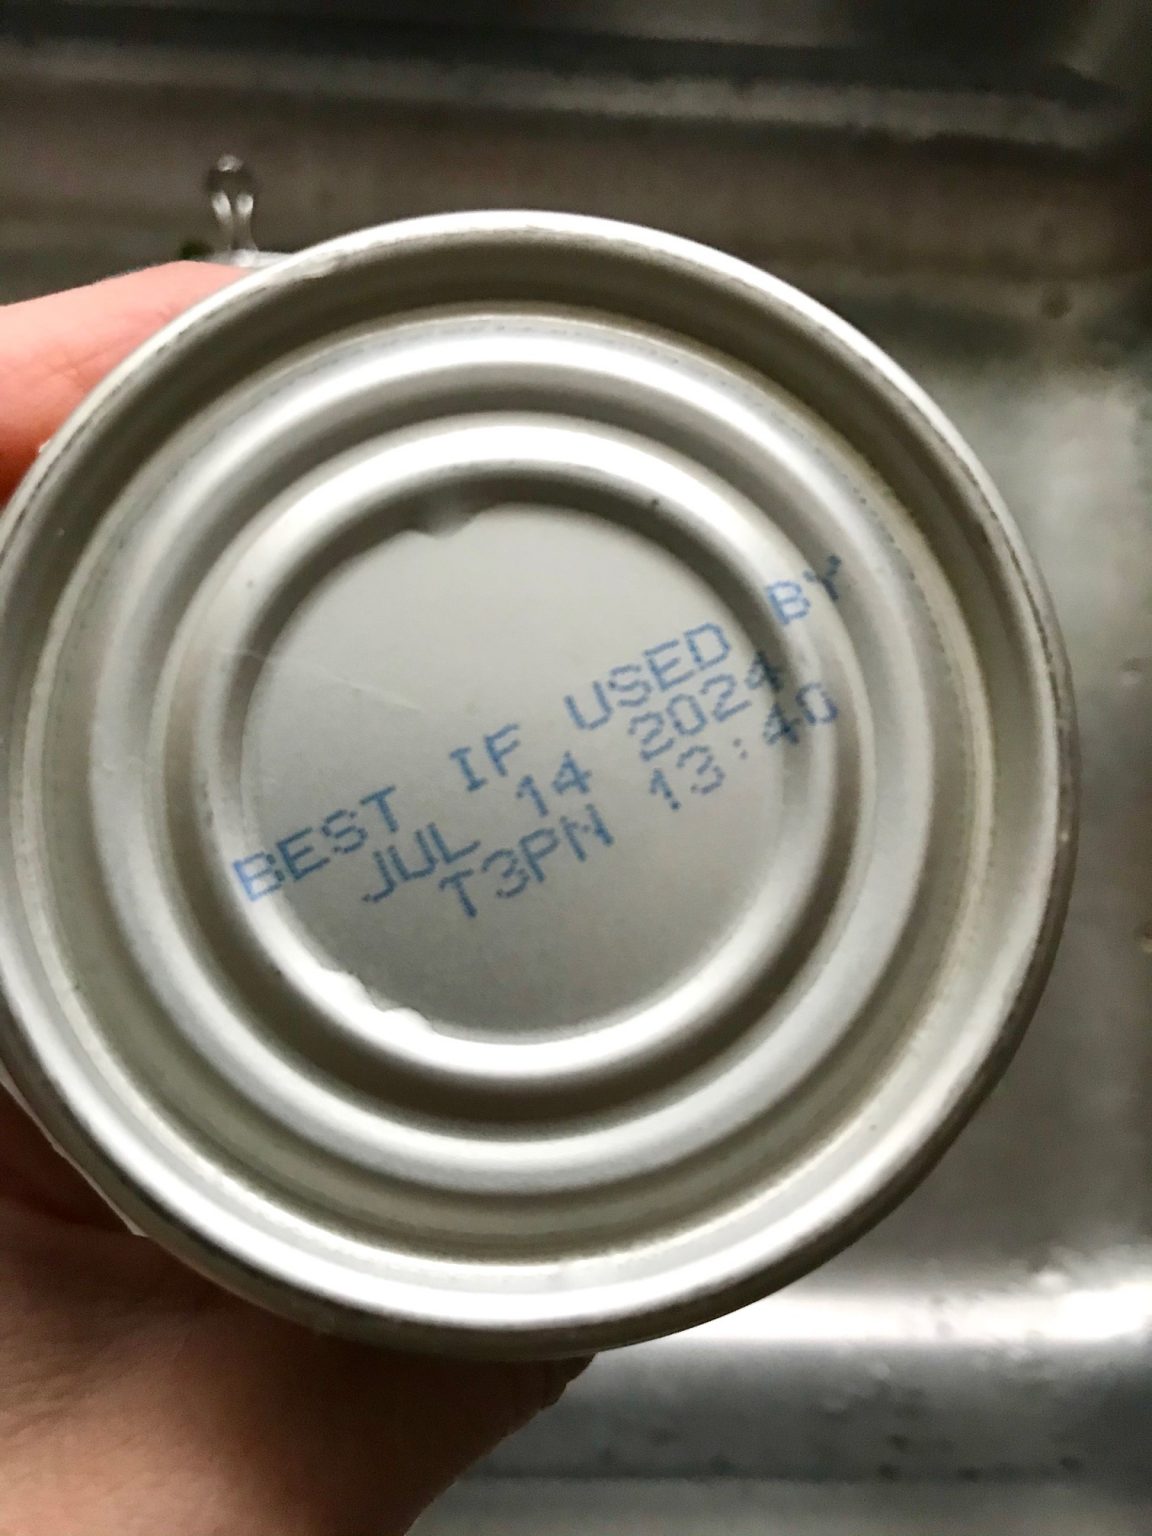 BEST IF USED BY
JUL 14 2024
T3PN 13:40